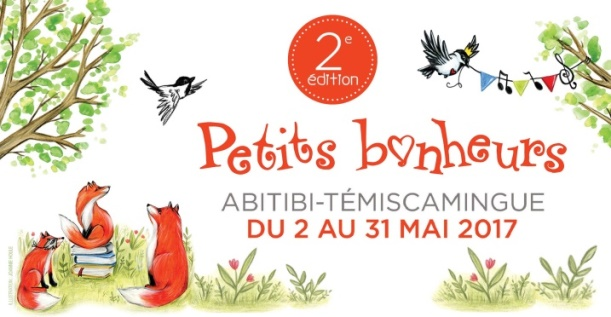 2e
édition
Petits bonheurs
ABITIBI-TÉMISCAMINGUE
DU 2 AU 31 MAI 2017